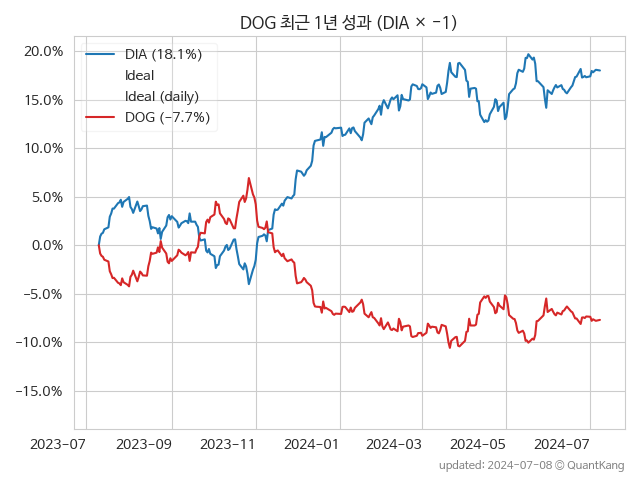 DOG 최근 1년 성과 (DIA × −1)
DIA (18.1%)
Ideal
Ideal (daily)
DOG (−7.7%)
20.0%
15.0%
10.0%
5.0%
0.0%
−5.0%
−10.0%
−15.0%
2023-07 2023-09 2023-11 2024-01 2024-03 2024-05 2024-07
updated: 2024-07-08 © QuantKang